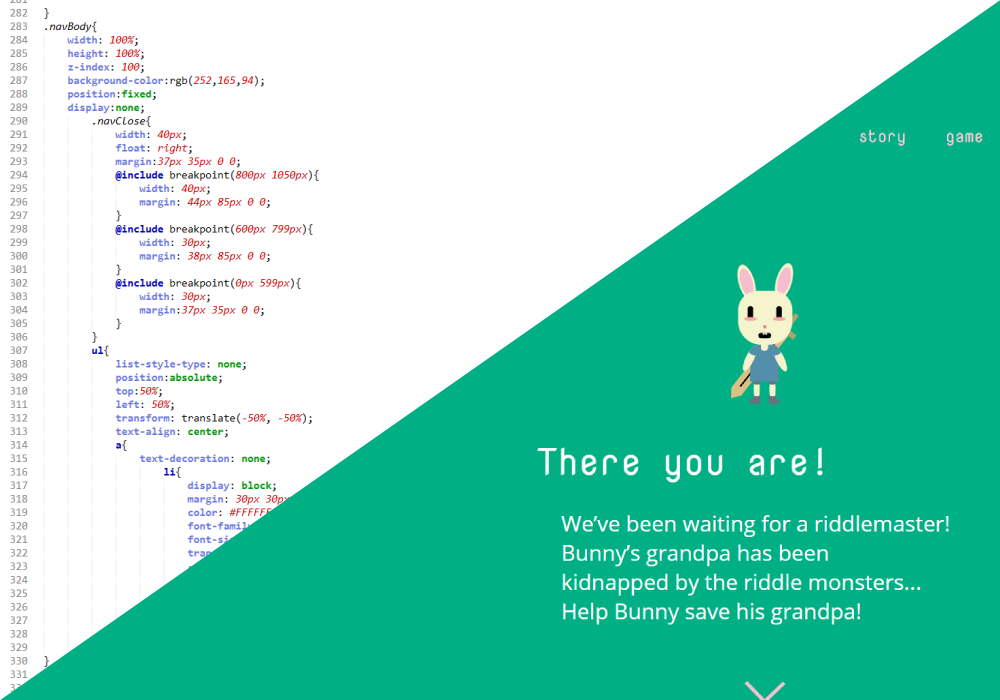 282 }
283 .navBody{
284 width: 100%;
285 height: 100%;
286 z-index: 100;
287 background-color:rgb(252,165,94);
288 position:fixed;
289 display:none;
290 .navClose{
291 width: 40px;
292 float: right;
293 margin:37px 35px 0 0;
294 @include breakpoint(800px 1050px){
295 width: 40px;
296 margin: 44px 85px 0 0;
297 }
298 @include breakpoint(600px 799px){
299 width: 30px;
300 margin: 38px 85px 0 0;
301 }
302 @include breakpoint(0px 599px){
303 width: 30px;
304 margin:37px 35px 0 0;
305 }
306 }
307 ul{
308 list-style-type: none;
309 position:absolute;
310 top:50%;
311 left: 50%;
312 transform: translate(-50%, -50%);
313 text-align: center;
314 a{
315 text-decoration: none;
316 li{
317 display: block;
318 margin: 30px 30px
319 color: #FFFFFF
320 font-family
321 font-si
322 tran
323
324
325
326
327
328
329
330 }
331
story game
There you are!
We’ve been waiting for a riddlemaster!
Bunny’s grandpa has been
kidnapped by the riddle monsters...
Help Bunny save his grandpa!